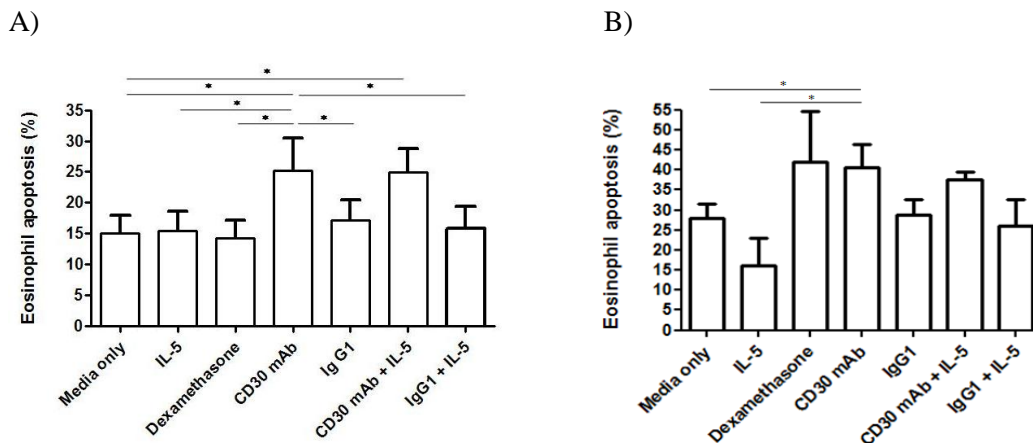 A)
B)
*
*
*
*
*
*
Eosinophil apoptosis (%)
35
30
25
20
15
10
5
0
Media only
IL-5
Dexamethasone
CD30 mAb
Ig G1
CD30 mAb + IL-5
IgG1 + IL-5
*
*
Eosinophil apoptosis (%)
55
50
45
40
35
30
25
20
15
10
5
0
Media only
IL-5
Dexamethasone
CD30 mAb
IgG1
CD30 mAb + IL-5
IgG1 + IL-5